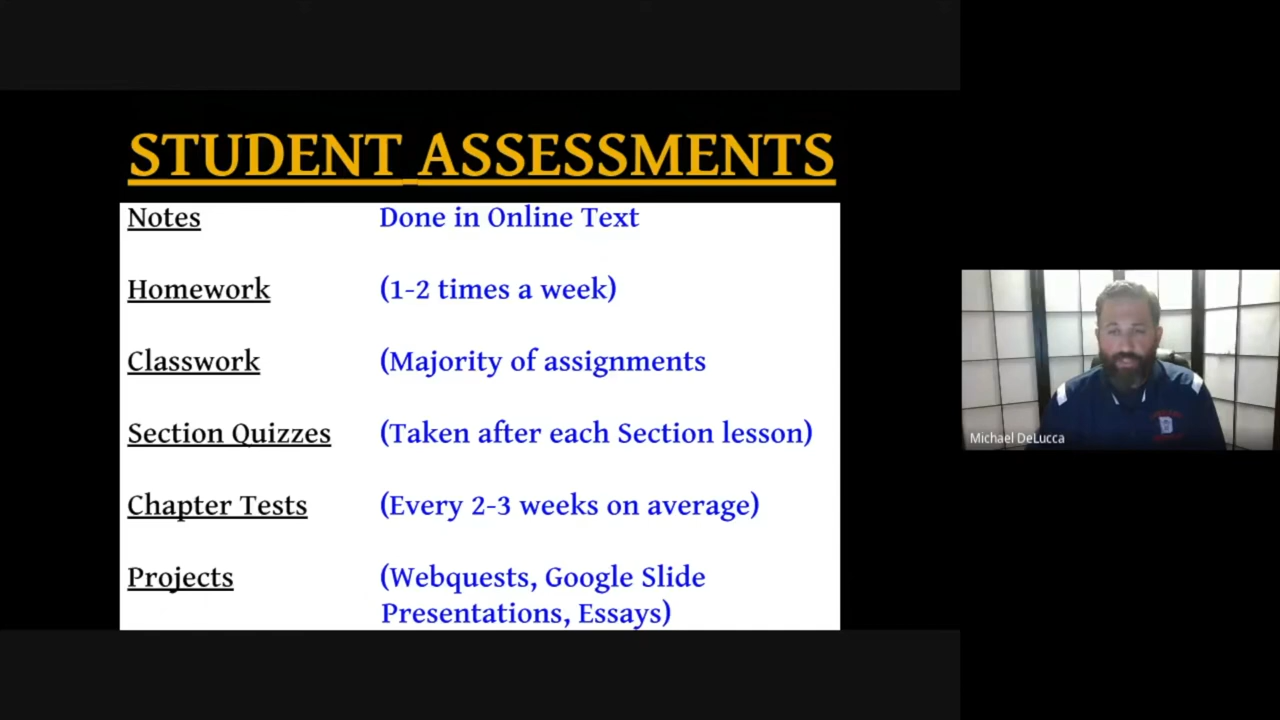 STUDENT ASSESSMENTS
Notes Done in Online Text
Homework (1-2 times a week)
Classwork (Majority of assignments
Section Quizzes (Taken after each Section lesson)
Chapter Tests (Every 2-3 weeks on average)
Projects (Webquests, Google Slide
Presentations, Essays)
Michael DeLucca